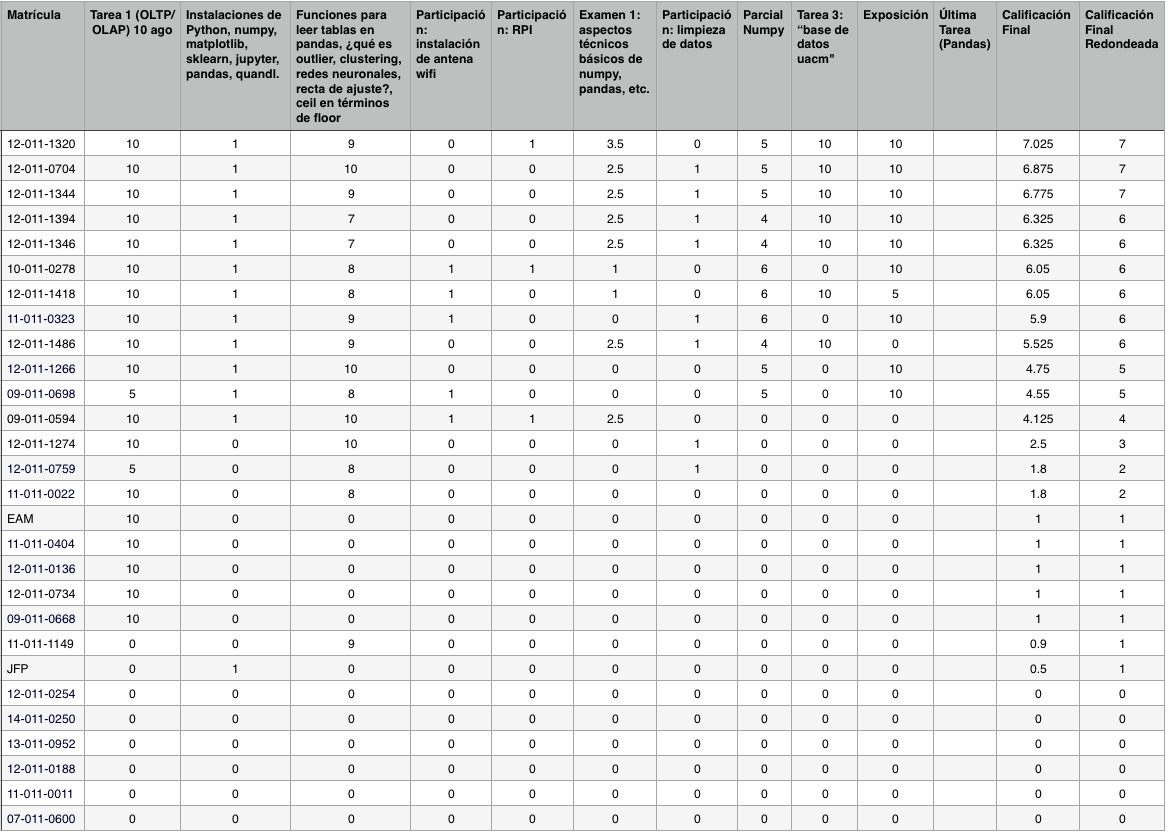 Matrícula
Tarea 1 (OLTP/
OLAP) 10 ago
Instalaciones de
Python, numpy,
matplotlib,
sklearn, jupyter,
pandas, quandl.
Funciones para
leer tablas en
pandas, ¿qué es
outlier, clustering,
redes neuronales,
recta de ajuste?,
ceil en términos
de floor
Participació
n:
instalación
de antena
wifi
Participació
n: RPI
Examen 1:
aspectos
técnicos
básicos de
numpy,
pandas, etc.
Participació
n: limpieza
de datos
Parcial
Numpy
Tarea 3:
“base de
datos
uacm"
Exposición
Última
Tarea
(Pandas)
Calificación
Final
Calificación
Final
Redondeada
12-011-1320 10 1 9 0 1 3.5 0 5 10 10 7.025 7
12-011-0704 10 1 10 0 0 2.5 1 5 10 10 6.875 7
12-011-1344 10 1 9 0 0 2.5 1 5 10 10 6.775 7
12-011-1394 10 1 7 0 0 2.5 1 4 10 10 6.325 6
12-011-1346 10 1 7 0 0 2.5 1 4 10 10 6.325 6
10-011-0278 10 1 8 1 1 1 0 6 0 10 6.05 6
12-011-1418 10 1 8 1 0 1 0 6 10 5 6.05 6
11-011-0323 10 1 9 1 0 0 1 6 0 10 5.9 6
12-011-1486 10 1 9 0 0 2.5 1 4 10 0 5.525 6
12-011-1266 10 1 10 0 0 0 0 5 0 10 4.75 5
09-011-0698 5 1 8 1 0 0 0 5 0 10 4.55 5
09-011-0594 10 1 10 1 1 2.5 0 0 0 0 4.125 4
12-011-1274 10 0 10 0 0 0 1 0 0 0 2.5 3
12-011-0759 5 0 8 0 0 0 1 0 0 0 1.8 2
11-011-0022 10 0 8 0 0 0 0 0 0 0 1.8 2
EAM 10 0 0 0 0 0 0 0 0 0 1 1
11-011-0404 10 0 0 0 0 0 0 0 0 0 1 1
12-011-0136 10 0 0 0 0 0 0 0 0 0 1 1
12-011-0734 10 0 0 0 0 0 0 0 0 0 1 1
09-011-0668 10 0 0 0 0 0 0 0 0 0 1 1
11-011-1149 0 0 9 0 0 0 0 0 0 0 0.9 1
JFP 0 1 0 0 0 0 0 0 0 0 0.5 1
12-011-0254 0 0 0 0 0 0 0 0 0 0 0 0
14-011-0250 0 0 0 0 0 0 0 0 0 0 0 0
13-011-0952 0 0 0 0 0 0 0 0 0 0 0 0
12-011-0188 0 0 0 0 0 0 0 0 0 0 0 0
11-011-0011 0 0 0 0 0 0 0 0 0 0 0 0
07-011-0600 0 0 0 0 0 0 0 0 0 0 0 0